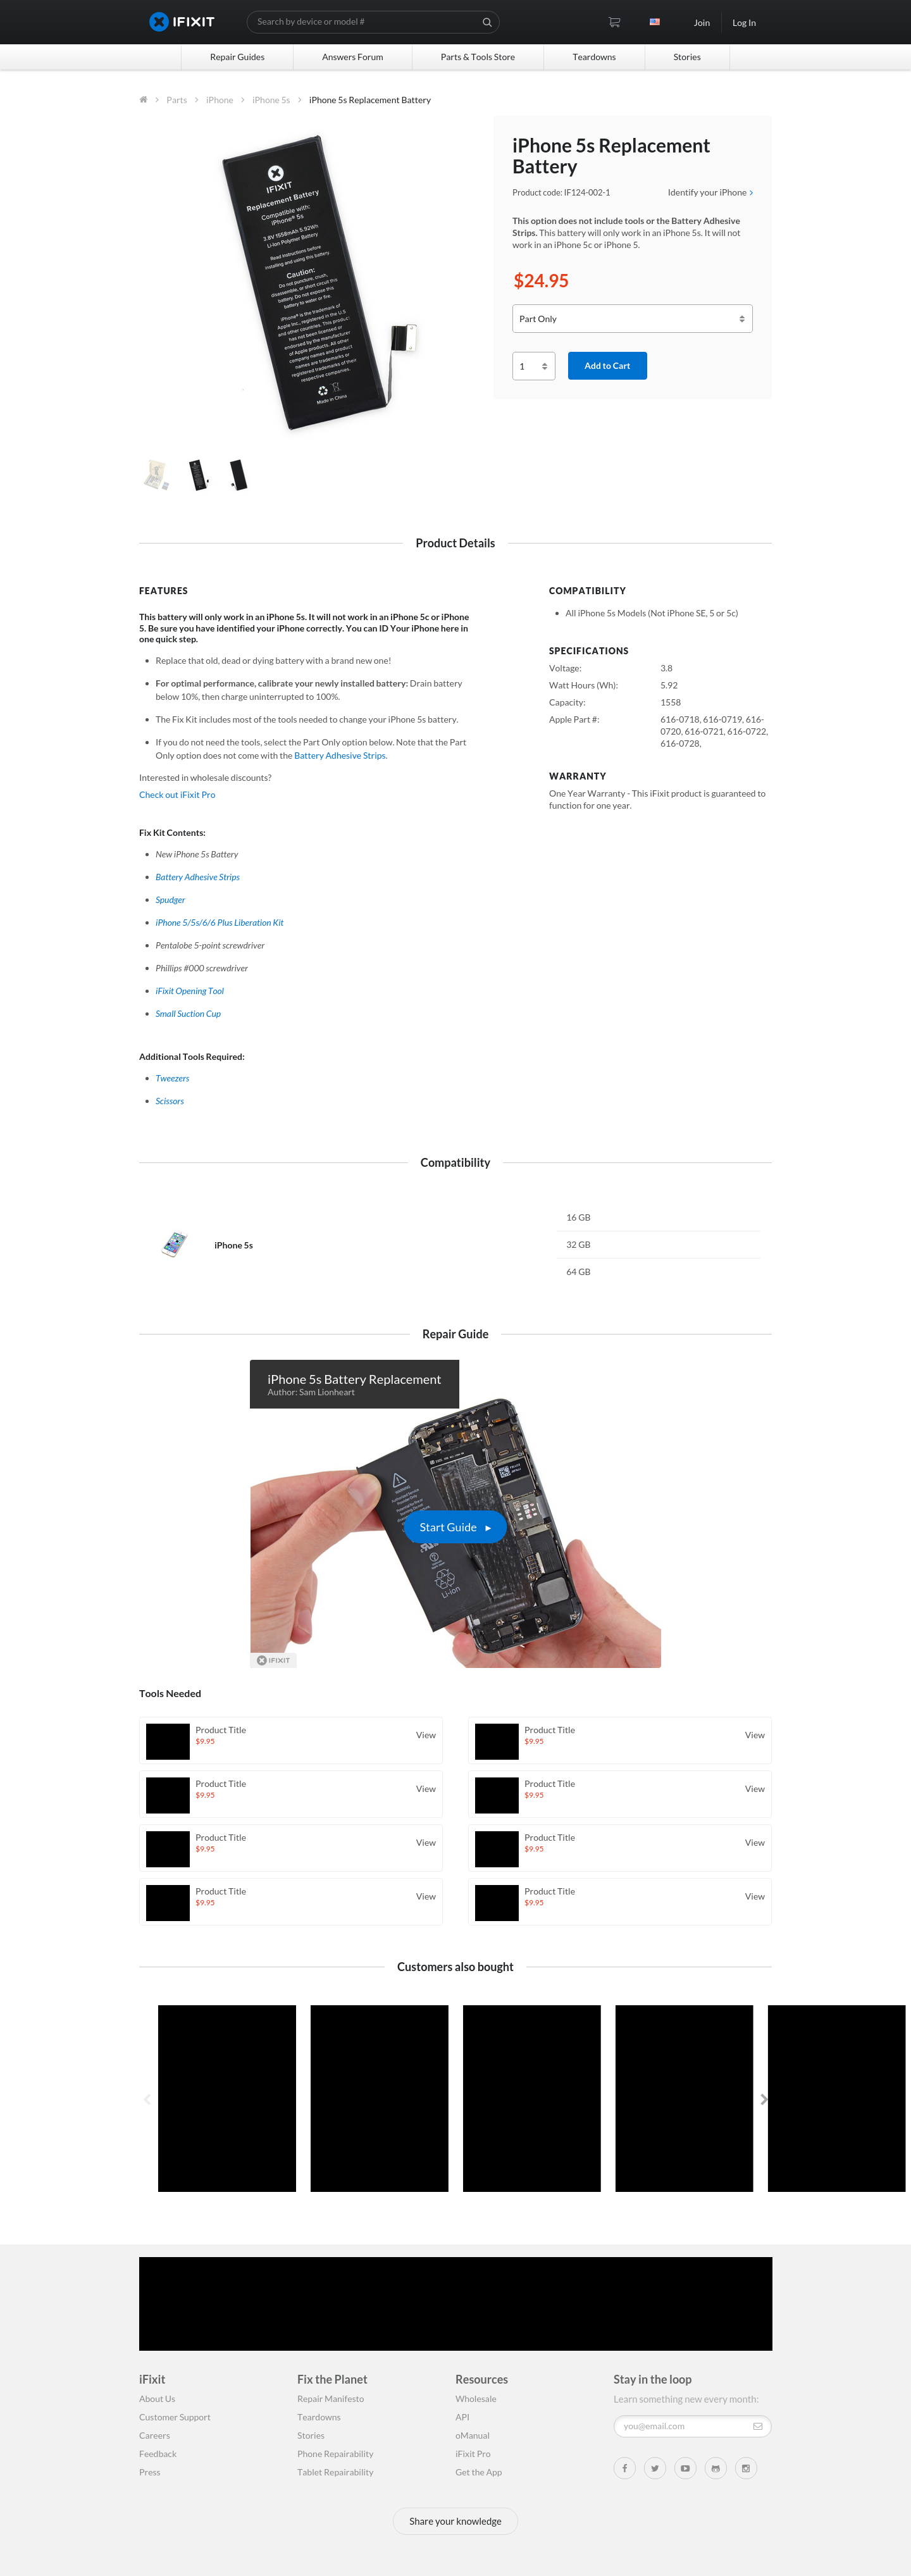 IFIXIT
Search by device or model #
Join
Log In
Repair Guides
Answers Forum
Parts & Tools Store
Teardowns
Stories
Parts
iPhone
iPhone 5s
iPhone 5s Replacement Battery
IFIXIT
Replacement Battery
Compatible with:
iPhone® 5s
3.8V 1558mAh 5.92Wh
Li-Ion Polymer Battery
Read instructions before
installing and using this battery
Caution:
Do not puncture, crush,
disassemble, or short circuit this
battery. Do not expose this
battery to water or fire.
iPhone® is the trademark of
Apple Inc., registered in the U.S.
and other countries. Apple
has not been licensed or
endorsed the manufacture
of Apple products. All other
company names and product
names are trademarks or
registered trademarks of their
respective companies.
Made in China
iPhone 5s Replacement
Battery
Product code: IF124-002-1
Identify your iPhone
This option does not include tools or the Battery Adhesive
Strips. This battery will only work in an iPhone 5s. It will not
work in an iPhone 5c or iPhone 5.
$24.95
Part Only
1
Add to Cart
Product Details
FEATURES
This battery will only work in an iPhone 5s. It will not work in an iPhone 5c or iPhone
5. Be sure you have identified your iPhone correctly. You can ID Your iPhone here in
one quick step.
Replace that old, dead or dying battery with a brand new one!
For optimal performance, calibrate your newly installed battery: Drain battery
below 10%, then charge uninterrupted to 100%.
The Fix Kit includes most of the tools needed to change your iPhone 5s battery.
If you do not need the tools, select the Part Only option below. Note that the Part
Only option does not come with the Battery Adhesive Strips.
Interested in wholesale discounts?
Check out iFixit Pro
Fix Kit Contents:
New iPhone 5s Battery
Battery Adhesive Strips
Spudger
iPhone 5/5s/6/6 Plus Liberation Kit
Pentalobe 5-point screwdriver
Phillips #000 screwdriver
iFixit Opening Tool
Small Suction Cup
Additional Tools Required:
Tweezers
Scissors
COMPATIBILITY
All iPhone 5s Models (Not iPhone SE, 5 or 5c)
SPECIFICATIONS
Voltage: 3.8
Watt Hours (Wh): 5.92
Capacity: 1558
Apple Part #: 616-0718, 616-0719, 616-
0720, 616-0721, 616-0722,
616-0728,
WARRANTY
One Year Warranty - This iFixit product is guaranteed to
function for one year.
Compatibility
iPhone 5s
16 GB
32 GB
64 GB
Repair Guide
iPhone 5s Battery Replacement
Author: Sam Lionheart
Start Guide
Li-ion
IFIXIT
Tools Needed
Product Title
$9.95
View
Product Title
$9.95
View
Product Title
$9.95
View
Product Title
$9.95
View
Product Title
$9.95
View
Product Title
$9.95
View
Product Title
$9.95
View
Product Title
$9.95
View
Customers also bought
iFixit
About Us
Customer Support
Careers
Feedback
Press
Fix the Planet
Repair Manifesto
Teardowns
Stories
Phone Repairability
Tablet Repairability
Resources
Wholesale
API
oManual
iFixit Pro
Get the App
Stay in the loop
Learn something new every month:
you@email.com
Share your knowledge